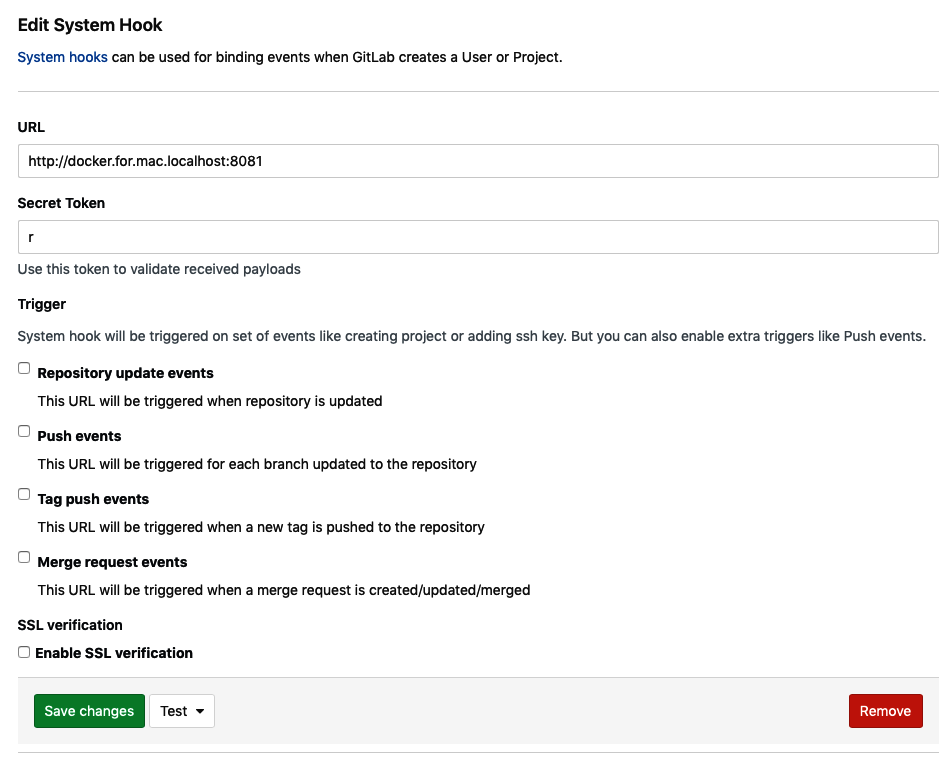 Edit System Hook
System hooks can be used for binding events when GitLab creates a User or Project.
URL
http://docker.for.mac.localhost:8081
Secret Token
r
Use this token to validate received payloads
Trigger
System hook will be triggered on set of events like creating project or adding ssh key. But you can also enable extra triggers like Push events.
Repository update events
This URL will be triggered when repository is updated
Push events
This URL will be triggered for each branch updated to the repository
Tag push events
This URL will be triggered when a new tag is pushed to the repository
Merge request events
This URL will be triggered when a merge request is created/updated/merged
SSL verification
Enable SSL verification
Save changes Test Remove